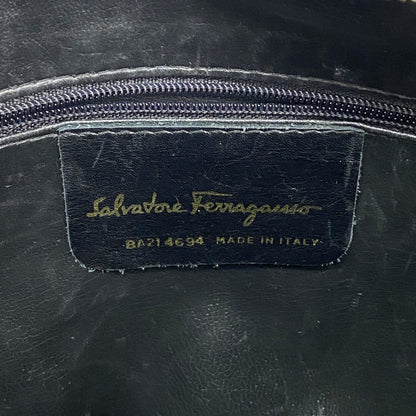 Salvatore Ferragamo
BA21 4694 MADE IN ITALY